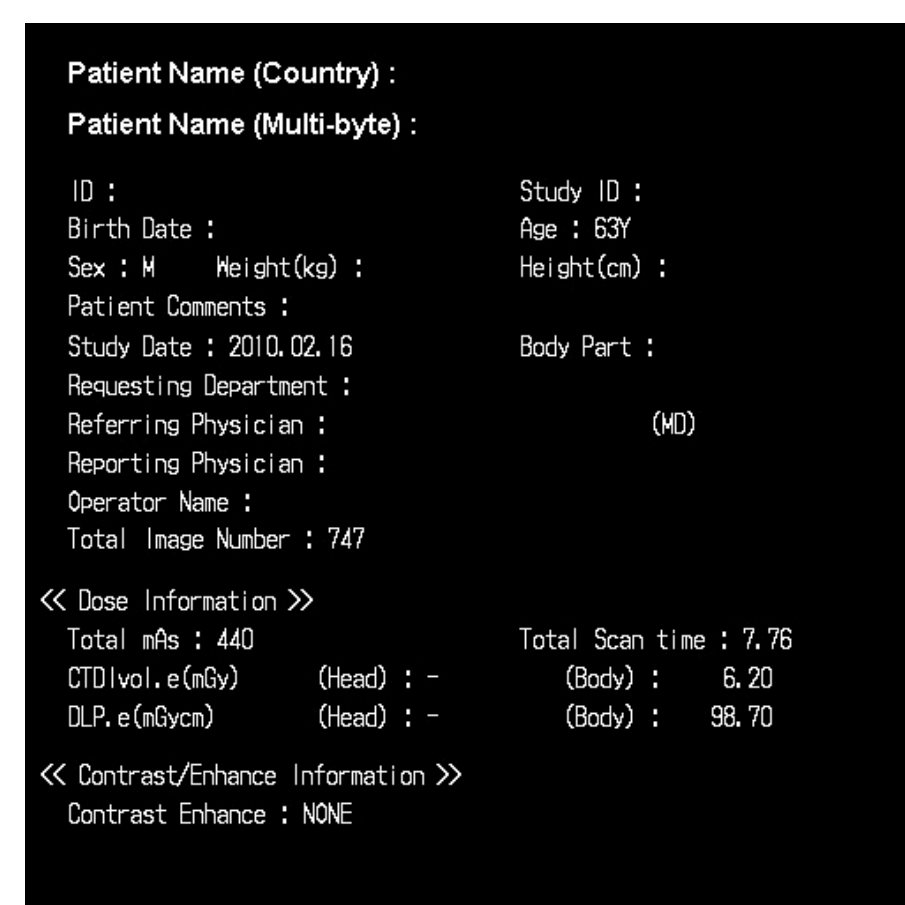 Patient Name (Country) :
Patient Name (Multi-byte) :
ID : Study ID :
Birth Date : Age : 63Y
Sex : M Weight(kg) : Height(cm) :
Patient Comments :
Study Date : 2010.02.16 Body Part :
Requesting Department :
Referring Physician : (MD)
Reporting Physician :
Operator Name :
Total Image Number : 747
<< Dose Information >>
Total mAs : 440 Total Scan time : 7.76
CTDIvol.e(mGy) (Head) : - (Body) : 6.20
DLP.e(mGycm) (Head) : - (Body) : 98.70
<< Contrast/Enhance Information >>
Contrast Enhance : NONE